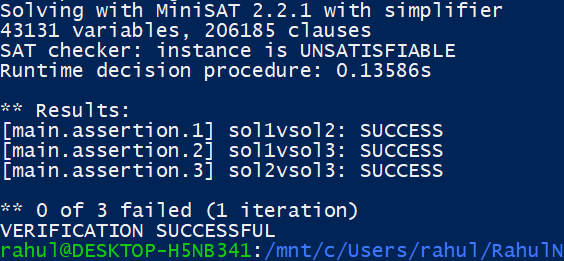 Solving with MiniSAT 2.2.1 with simplifier
43131 variables, 206185 clauses
SAT checker: instance is UNSATISFIABLE
Runtime decision procedure: 0.13586s
** Results:
[main.assertion.1] sol1vsol2: SUCCESS
[main.assertion.2] sol1vsol3: SUCCESS
[main.assertion.3] sol2vsol3: SUCCESS
** 0 of 3 failed (1 iteration)
VERIFICATION SUCCESSFUL
rahul@DESKTOP-H5NB341:/mnt/c/Users/rahul/RahulN